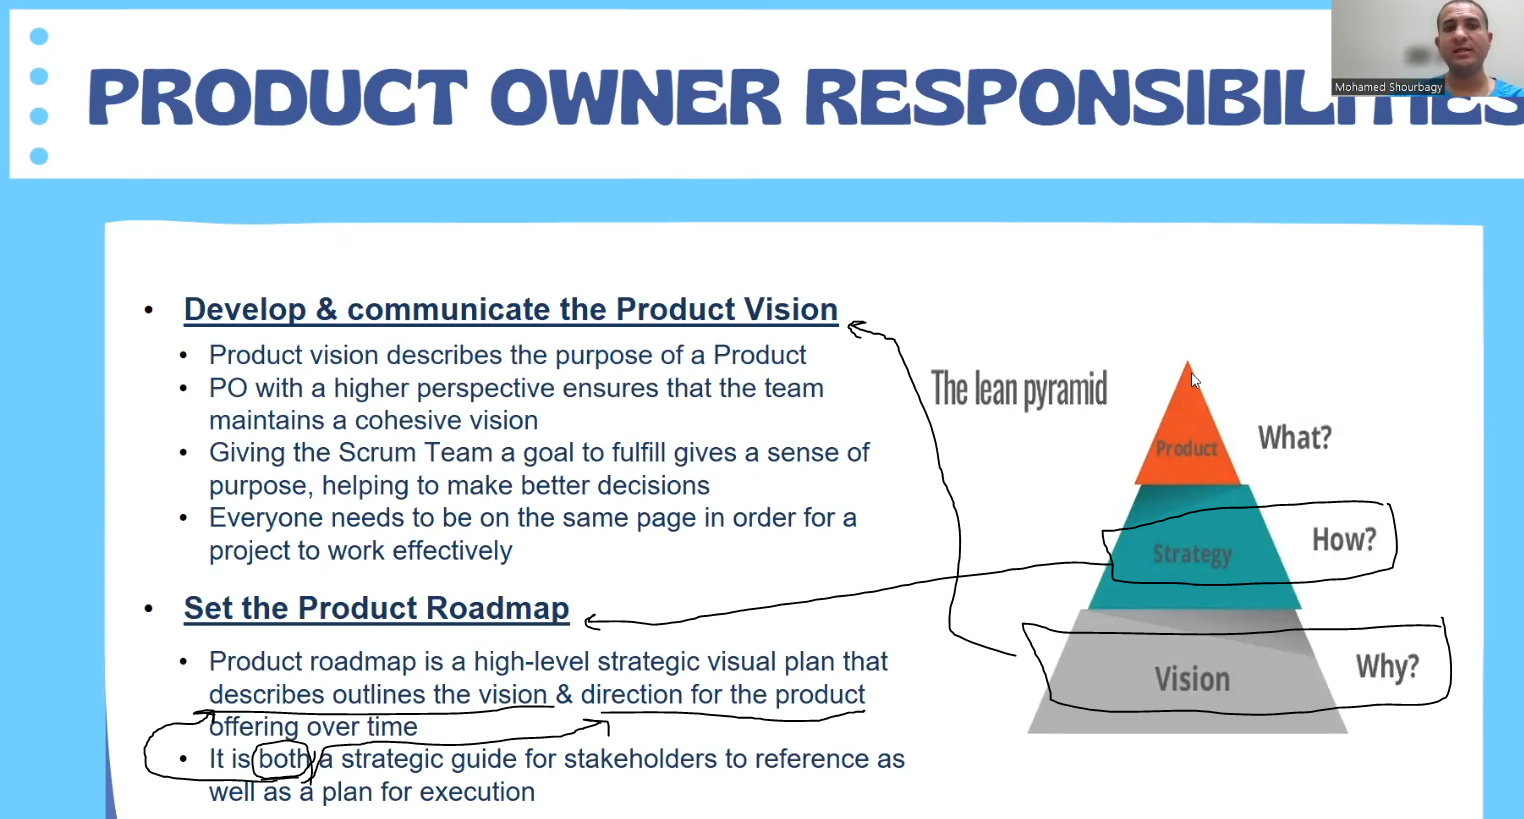 PRODUCT OWNER RESPONSIBILITIES
Mohamed Shourbagy
• Develop & communicate the Product Vision
• Product vision describes the purpose of a Product
• PO with a higher perspective ensures that the team
maintains a cohesive vision
• Giving the Scrum Team a goal to fulfill gives a sense of
purpose, helping to make better decisions
• Everyone needs to be on the same page in order for a
project to work effectively
• Set the Product Roadmap
• Product roadmap is a high-level strategic visual plan that
describes outlines the vision & direction for the product
offering over time
• It is both a strategic guide for stakeholders to reference as
well as a plan for execution
The lean pyramid
Product
What?
Strategy
How?
Vision
Why?